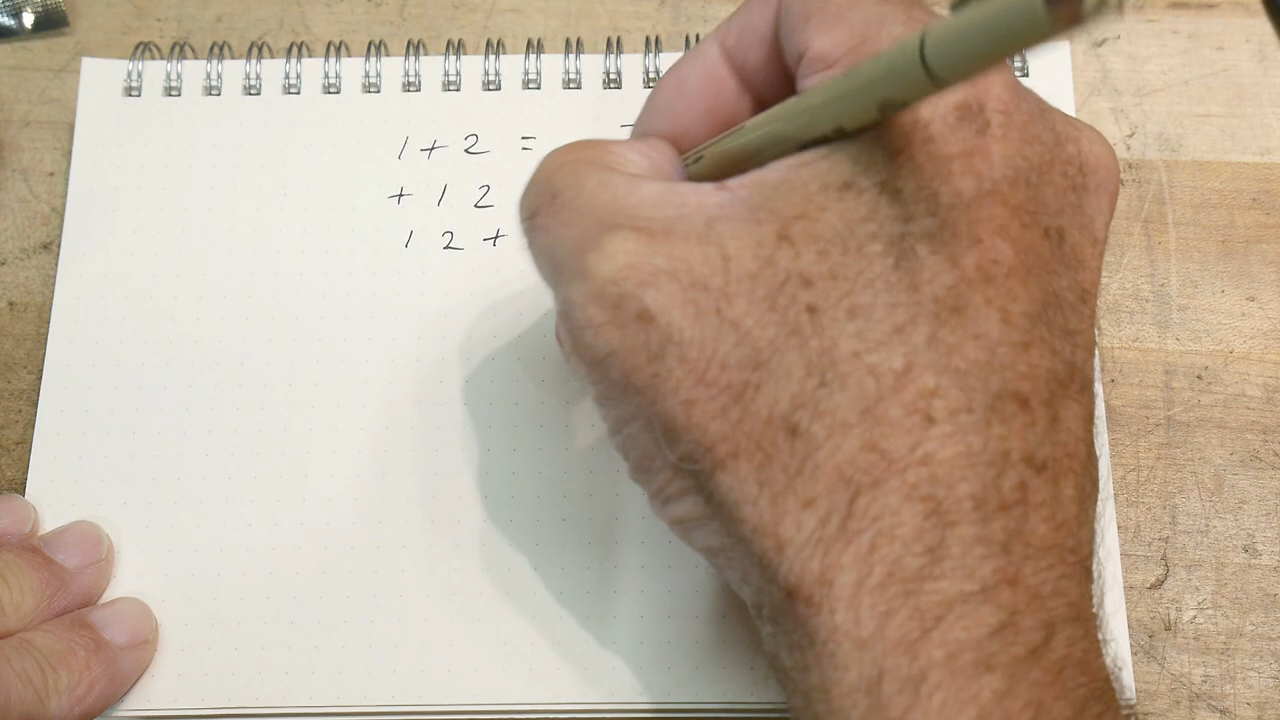 1 + 2 =
+ 1 2
1 2 +